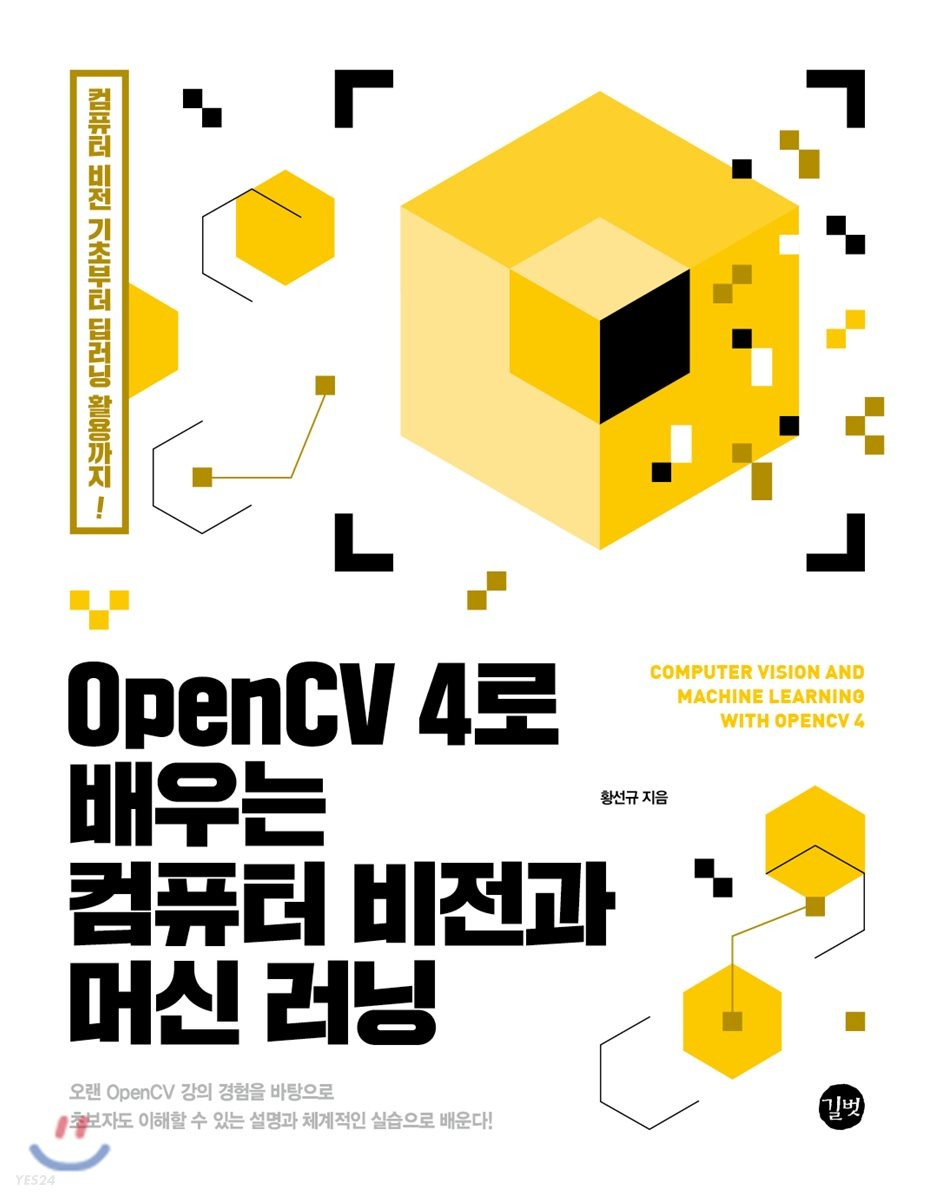 컴퓨터 비전 기초부터 딥러닝 활용까지!
OpenCV 4로
배우는
컴퓨터 비전과
머신 러닝
COMPUTER VISION AND
MACHINE LEARNING
WITH OPENCV 4
황선규 지음
오랜 OpenCV 강의 경험을 바탕으로
초보자도 이해할 수 있는 설명과 체계적인 실습으로 배운다!
길벗
YES24